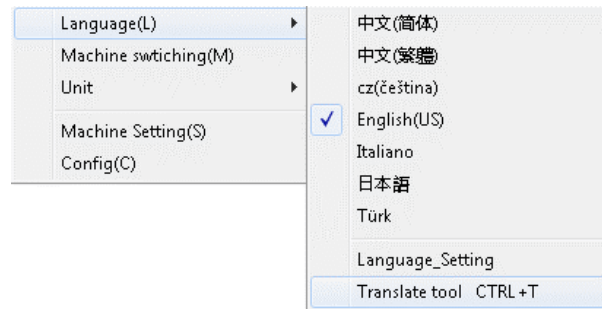 Language(L)
Machine swtiching(M)
Unit
Machine Setting(S)
Config(C)
中文(简体)
中文(繁體)
cz(čeština)
English(US)
Italiano
日本語
Türk
Language_Setting
Translate tool CTRL+T